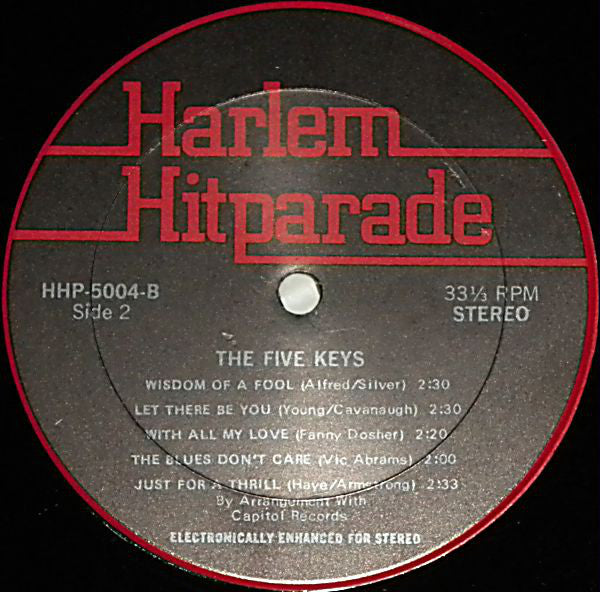 Harlem
Hitparade
HHP-5004-B
Side 2
33⅓ RPM
STEREO
THE FIVE KEYS
WISDOM OF A FOOL (Alfred/Silver) 2:30
LET THERE BE YOU (Young/Cavanaugh) 2:30
WITH ALL MY LOVE (Fanny Dosher) 2:20
THE BLUES DON'T CARE (Vic Abrams) 2:00
JUST FOR A THRILL (Haye/Armstrong) 2:33
By Arrangement With
Capitol Records
ELECTRONICALLY ENHANCED FOR STEREO